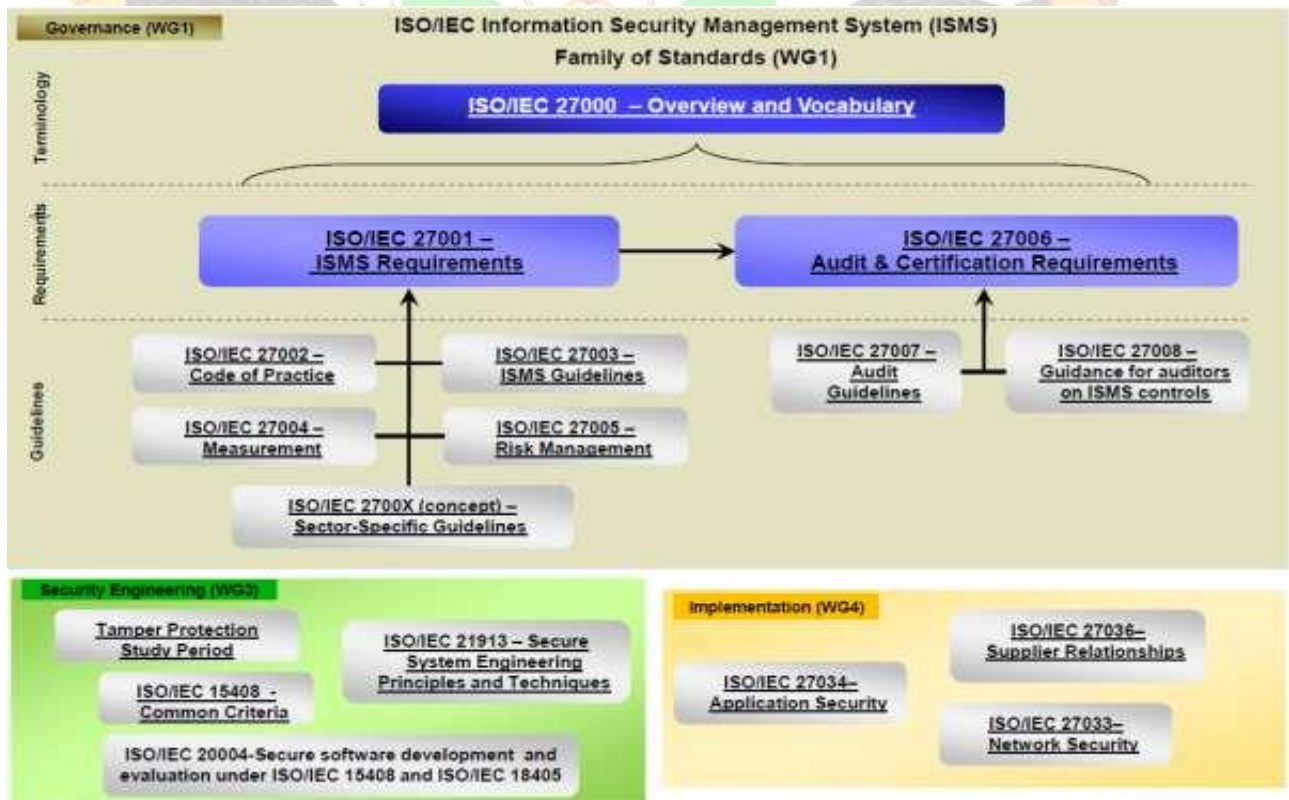 Governance (WG1)
ISO/IEC Information Security Management System (ISMS)
Family of Standards (WG1)
Terminology
ISO/IEC 27000 – Overview and Vocabulary
Requirements
ISO/IEC 27001 –
ISMS Requirements
ISO/IEC 27006 –
Audit & Certification Requirements
Guidelines
ISO/IEC 27002 –
Code of Practice
ISO/IEC 27003 –
ISMS Guidelines
ISO/IEC 27007 –
Audit
Guidelines
ISO/IEC 27008 –
Guidance for auditors
on ISMS controls
ISO/IEC 27004 –
Measurement
ISO/IEC 27005 –
Risk Management
ISO/IEC 2700X (concept) –
Sector-Specific Guidelines
Security Engineering (WG3)
Tamper Protection
Study Period
ISO/IEC 21913 – Secure
System Engineering
Principles and Techniques
ISO/IEC 15408 -
Common Criteria
ISO/IEC 20004-Secure software development and
evaluation under ISO/IEC 15408 and ISO/IEC 18405
Implementation (WG4)
ISO/IEC 27036–
Supplier Relationships
ISO/IEC 27034–
Application Security
ISO/IEC 27033–
Network Security